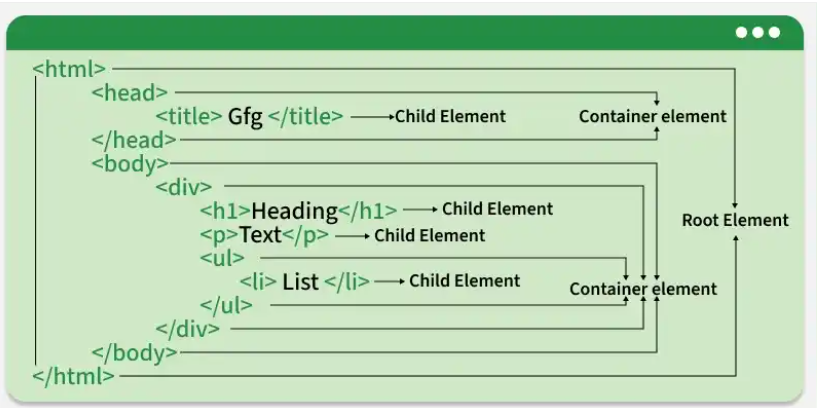 <html>
<head>
<title> Gfg </title> Child Element Container element
</head>
<body>
<div>
<h1>Heading</h1> Child Element
<p>Text</p> Child Element Root Element
<ul>
<li> List </li> Child Element Container element
</ul>
</div>
</body>
</html>